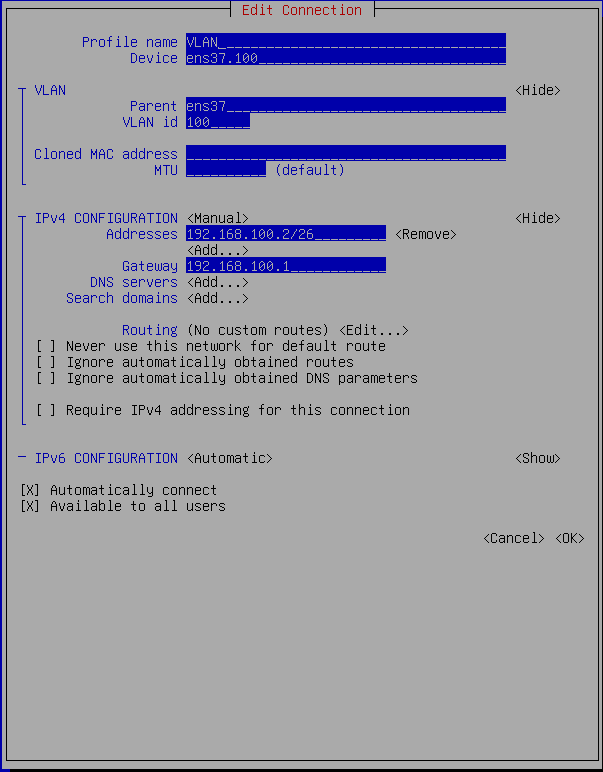 Edit Connection
Profile name VLAN_
Device ens37.100
VLAN <Hide>
Parent ens37
VLAN id 100
Cloned MAC address
MTU (default)
IPv4 CONFIGURATION <Manual> <Hide>
Addresses 192.168.100.2/26 <Remove>
<Add...>
Gateway 192.168.100.1
DNS servers <Add...>
Search domains <Add...>
Routing (No custom routes) <Edit...>
[ ] Never use this network for default route
[ ] Ignore automatically obtained routes
[ ] Ignore automatically obtained DNS parameters
[ ] Require IPv4 addressing for this connection
IPv6 CONFIGURATION <Automatic> <Show>
[X] Automatically connect
[X] Available to all users
<Cancel> <OK>